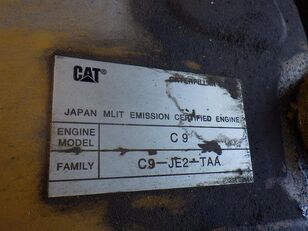 CAT®
CATERPILLAR
JAPAN MLIT EMISSION CERTIFIED ENGINE
ENGINE MODEL C9
FAMILY C9-JE2-TAA